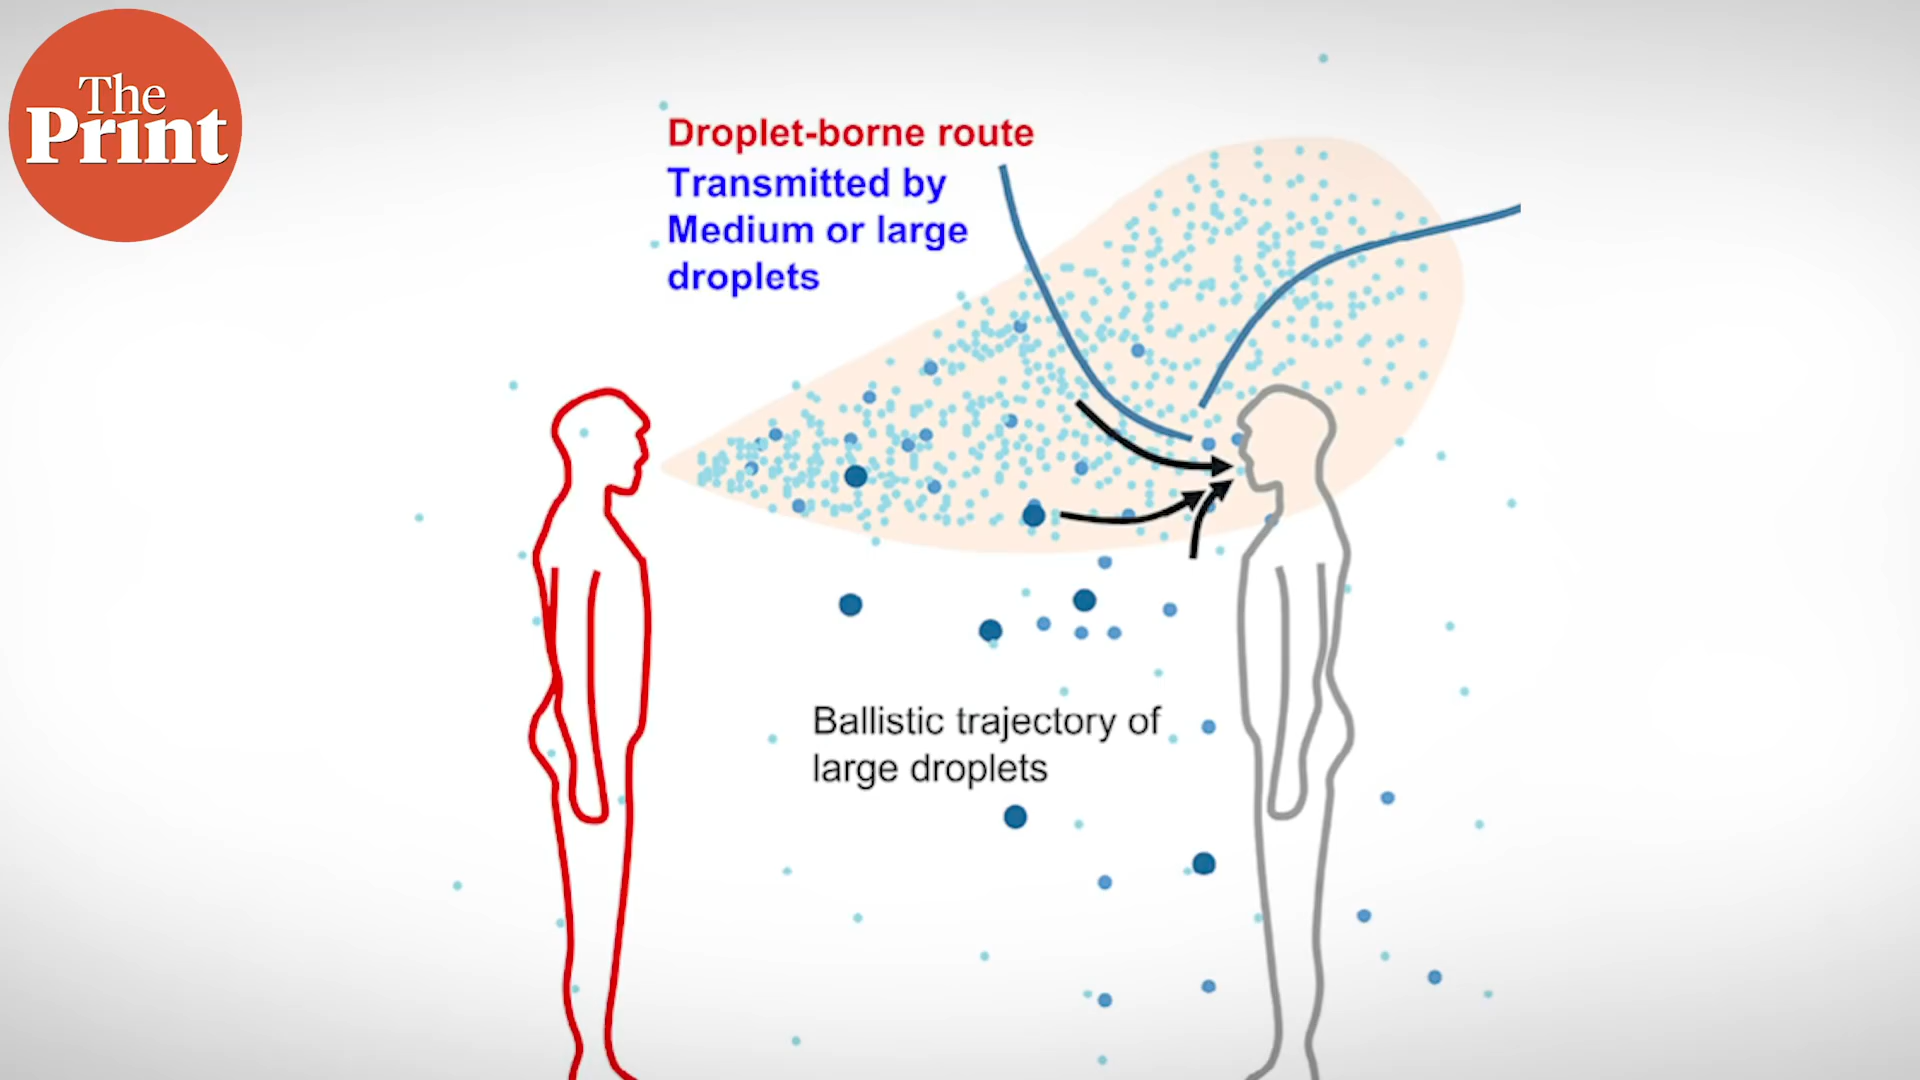 The
Print
Droplet-borne route
Transmitted by
Medium or large
droplets
Ballistic trajectory of
large droplets